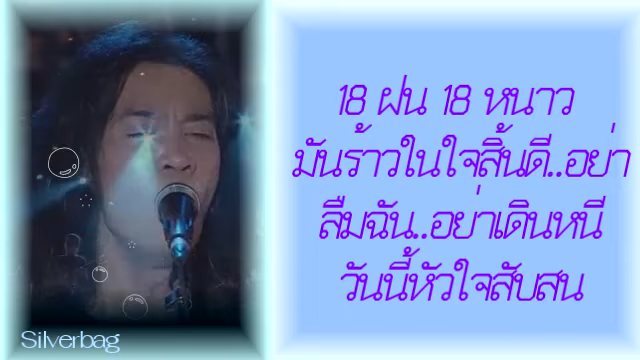 18 ฝน 18 หนาว
มันร้าวในใจสิ้นดี..อย่า
ลืมฉัน..อย่าเดินหนี
วันนี้หัวใจสับสน
Silverbag